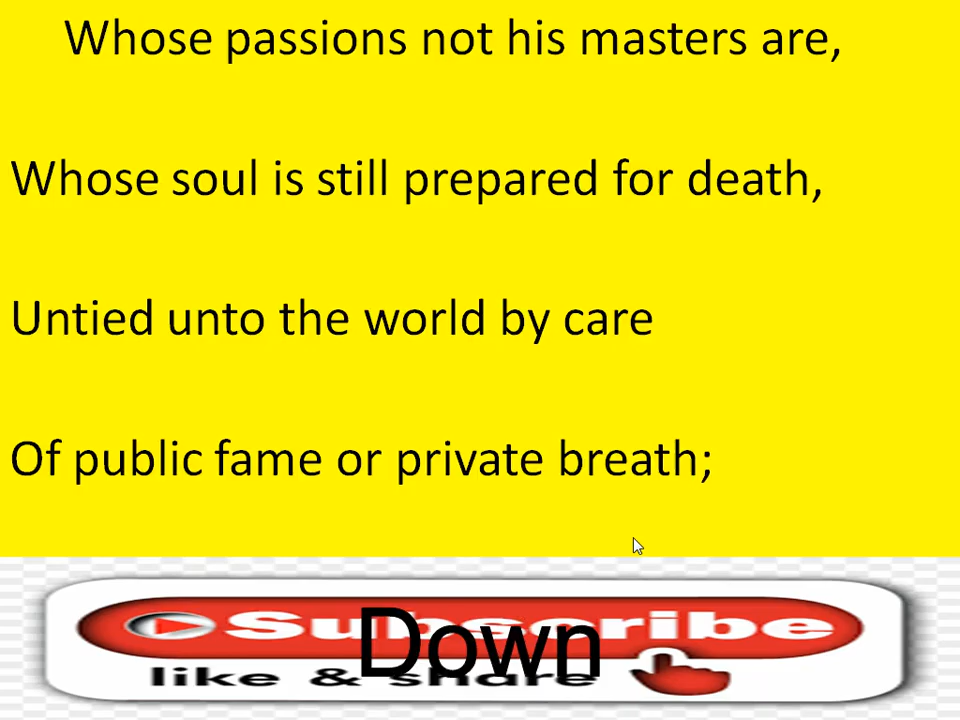 Whose passions not his masters are,
Whose soul is still prepared for death,
Untied unto the world by care
Of public fame or private breath;
Subscribe
Down
like & share